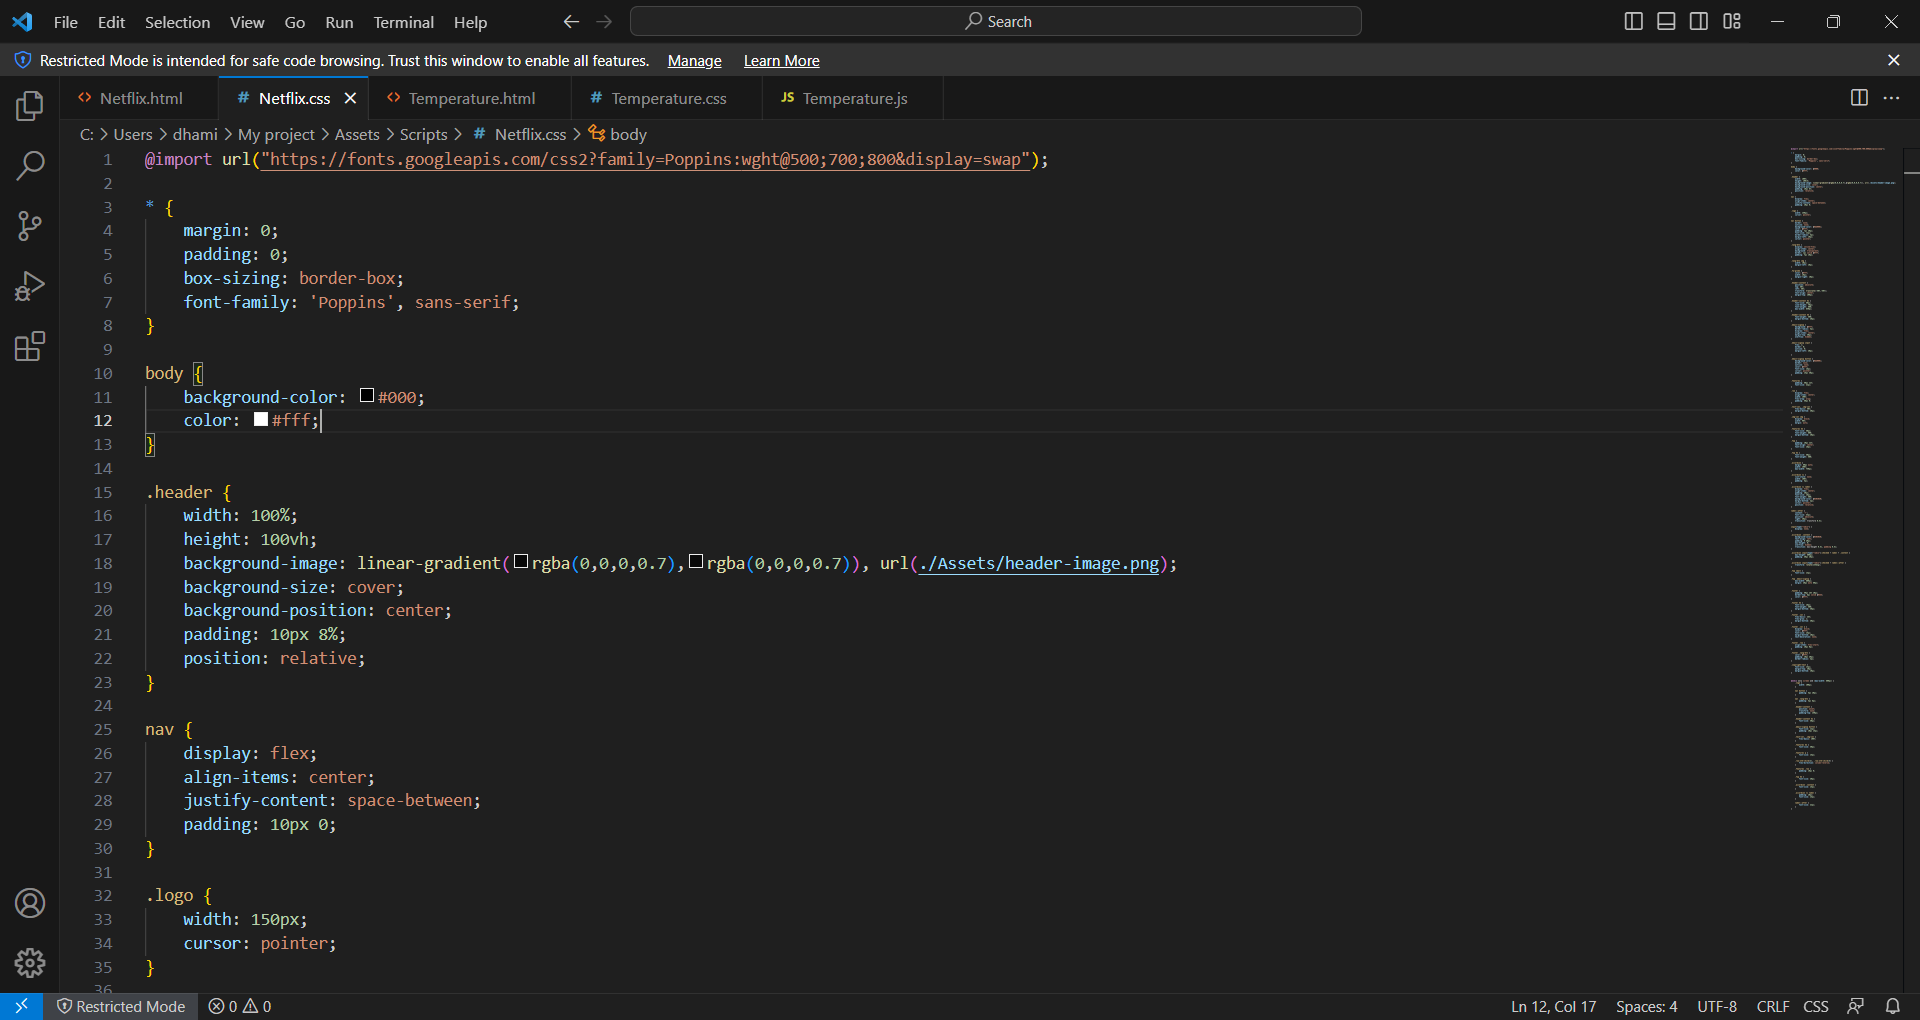 File Edit Selection View Go Run Terminal Help Search
Restricted Mode is intended for safe code browsing. Trust this window to enable all features. Manage Learn More
Netflix.html # Netflix.css Temperature.html # Temperature.css JS Temperature.js
C: > Users > dhami > My project > Assets > Scripts > # Netflix.css > body
1 @import url("https://fonts.googleapis.com/css2?family=Poppins:wght@500;700;800&display=swap");
2
3 * {
4 margin: 0;
5 padding: 0;
6 box-sizing: border-box;
7 font-family: 'Poppins', sans-serif;
8 }
9
10 body {
11 background-color: #000;
12 color: #fff;
13 }
14
15 .header {
16 width: 100%;
17 height: 100vh;
18 background-image: linear-gradient(rgba(0,0,0,0.7),rgba(0,0,0,0.7)), url(./Assets/header-image.png);
19 background-size: cover;
20 background-position: center;
21 padding: 10px 8%;
22 position: relative;
23 }
24
25 nav {
26 display: flex;
27 align-items: center;
28 justify-content: space-between;
29 padding: 10px 0;
30 }
31
32 .logo {
33 width: 150px;
34 cursor: pointer;
35 }
36
Restricted Mode 0 0 Ln 12, Col 17 Spaces: 4 UTF-8 CRLF CSS